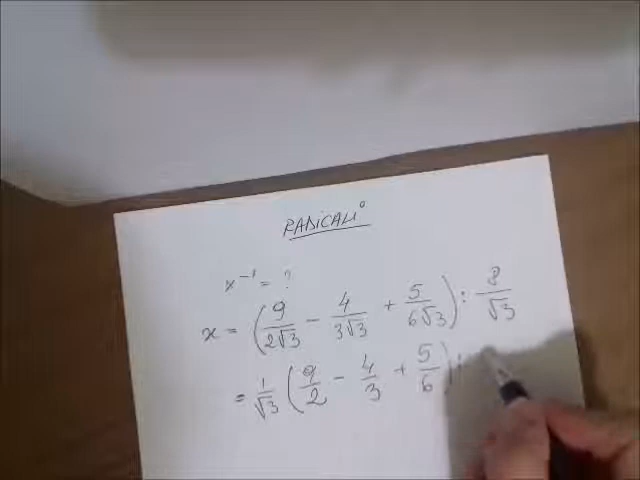 RADICALI
x⁻¹ = ?
x = (9/2√3 − 4/3√3 + 5/6√3) : 8/√3
= 1/√3 (9/2 − 4/3 + 5/6) :